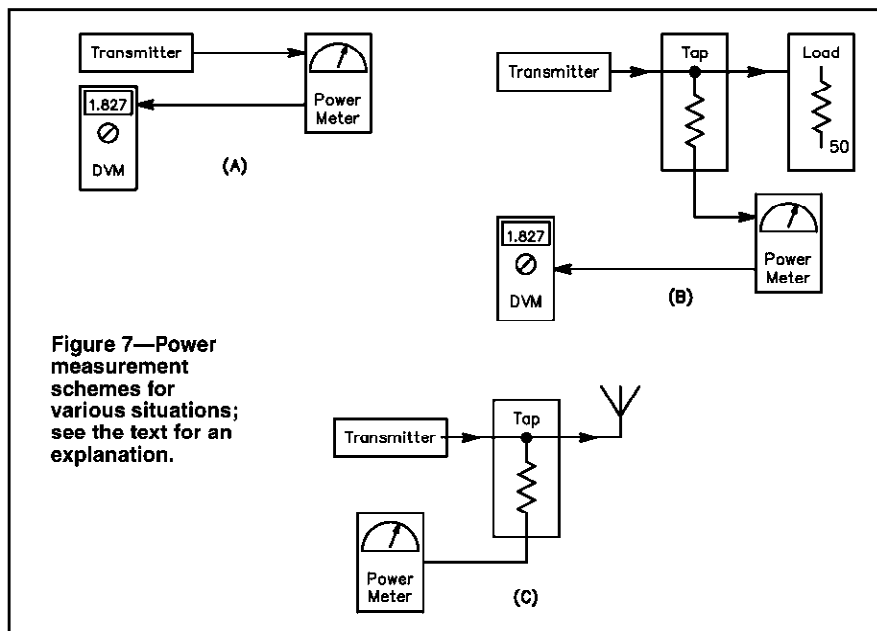 Transmitter
1.827
DVM
Power
Meter
(A)
Transmitter
Tap
Load
50
1.827
DVM
Power
Meter
(B)
Figure 7—Power
measurement
schemes for
various situations;
see the text for an
explanation.
Transmitter
Tap
Power
Meter
(C)